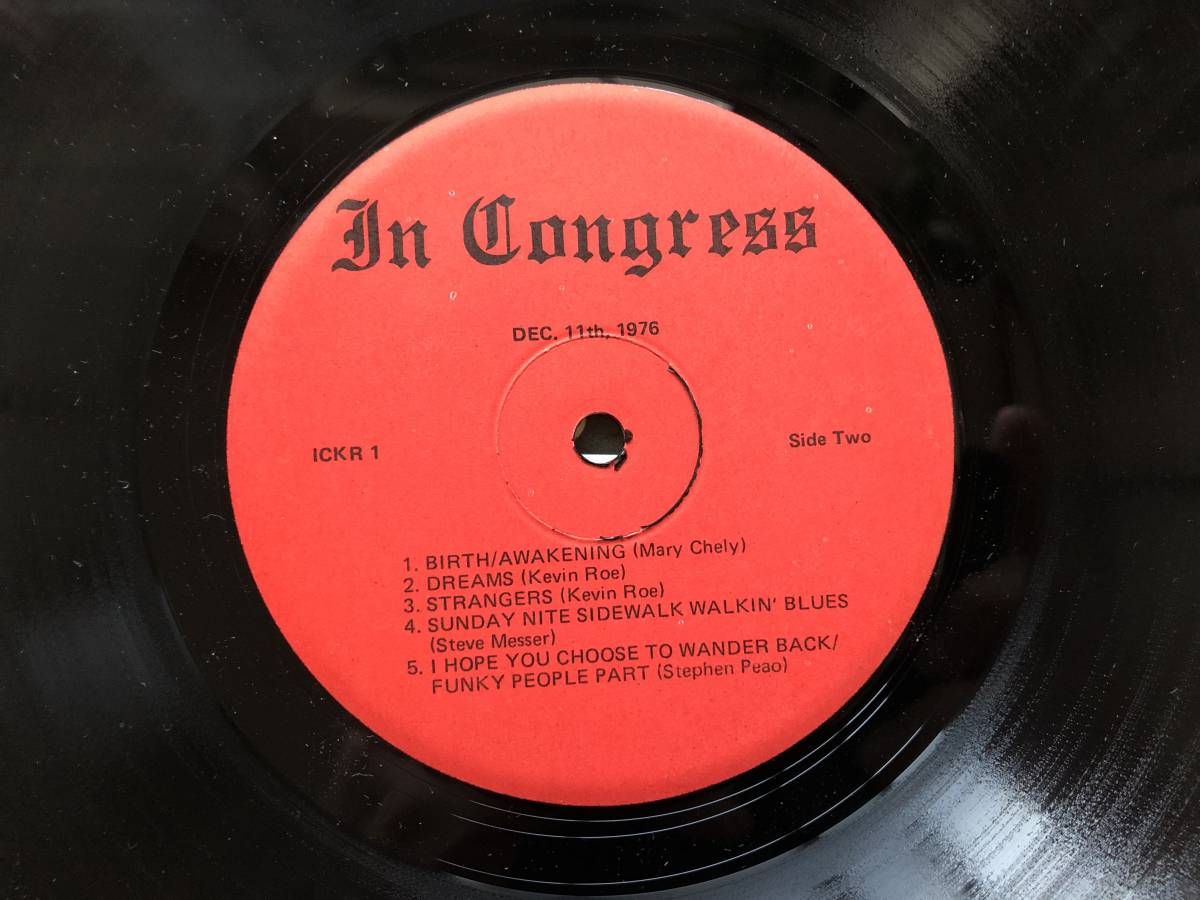 In Congress
DEC. 11th, 1976
ICKR 1
Side Two
1. BIRTH/AWAKENING (Mary Chely)
2. DREAMS (Kevin Roe)
3. STRANGERS (Kevin Roe)
4. SUNDAY NITE SIDEWALK WALKIN' BLUES
(Steve Messer)
5. I HOPE YOU CHOOSE TO WANDER BACK/
FUNKY PEOPLE PART (Stephen Peao)